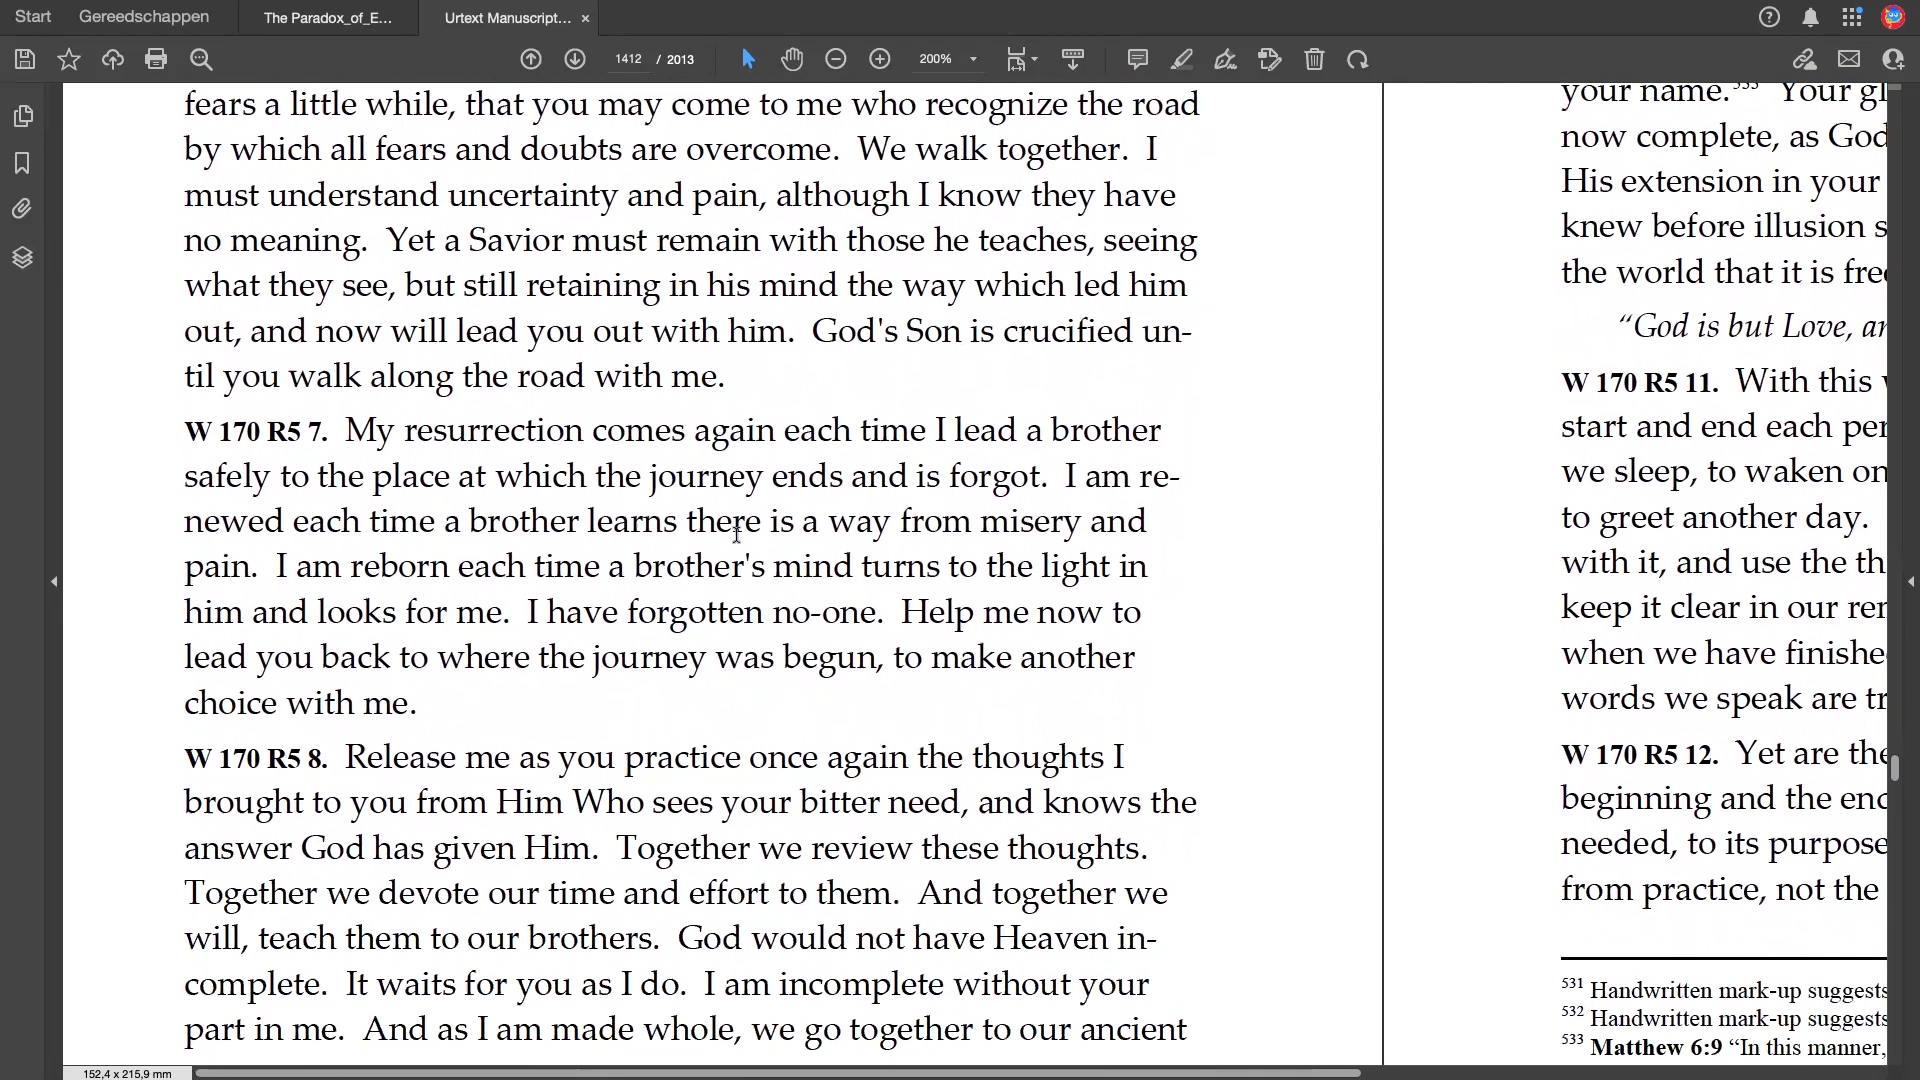 Start Gereedschappen The Paradox_of_E... Urtext Manuscript... ×
1412 / 2013 200%
fears a little while, that you may come to me who recognize the road
by which all fears and doubts are overcome. We walk together. I
must understand uncertainty and pain, although I know they have
no meaning. Yet a Savior must remain with those he teaches, seeing
what they see, but still retaining in his mind the way which led him
out, and now will lead you out with him. God's Son is crucified un-
til you walk along the road with me.
W 170 R5 7. My resurrection comes again each time I lead a brother
safely to the place at which the journey ends and is forgot. I am re-
newed each time a brother learns there is a way from misery and
pain. I am reborn each time a brother's mind turns to the light in
him and looks for me. I have forgotten no-one. Help me now to
lead you back to where the journey was begun, to make another
choice with me.
W 170 R5 8. Release me as you practice once again the thoughts I
brought to you from Him Who sees your bitter need, and knows the
answer God has given Him. Together we review these thoughts.
Together we devote our time and effort to them. And together we
will, teach them to our brothers. God would not have Heaven in-
complete. It waits for you as I do. I am incomplete without your
part in me. And as I am made whole, we go together to our ancient
your name.533 Your gl
now complete, as God
His extension in your
knew before illusion s
the world that it is free
“God is but Love, an
W 170 R5 11. With this
start and end each per
we sleep, to waken on
to greet another day.
with it, and use the th
keep it clear in our rem
when we have finished
words we speak are tr
W 170 R5 12. Yet are the
beginning and the end
needed, to its purpose
from practice, not the
531 Handwritten mark-up suggests
532 Handwritten mark-up suggests
533 Matthew 6:9 “In this manner,
152,4 x 215,9 mm